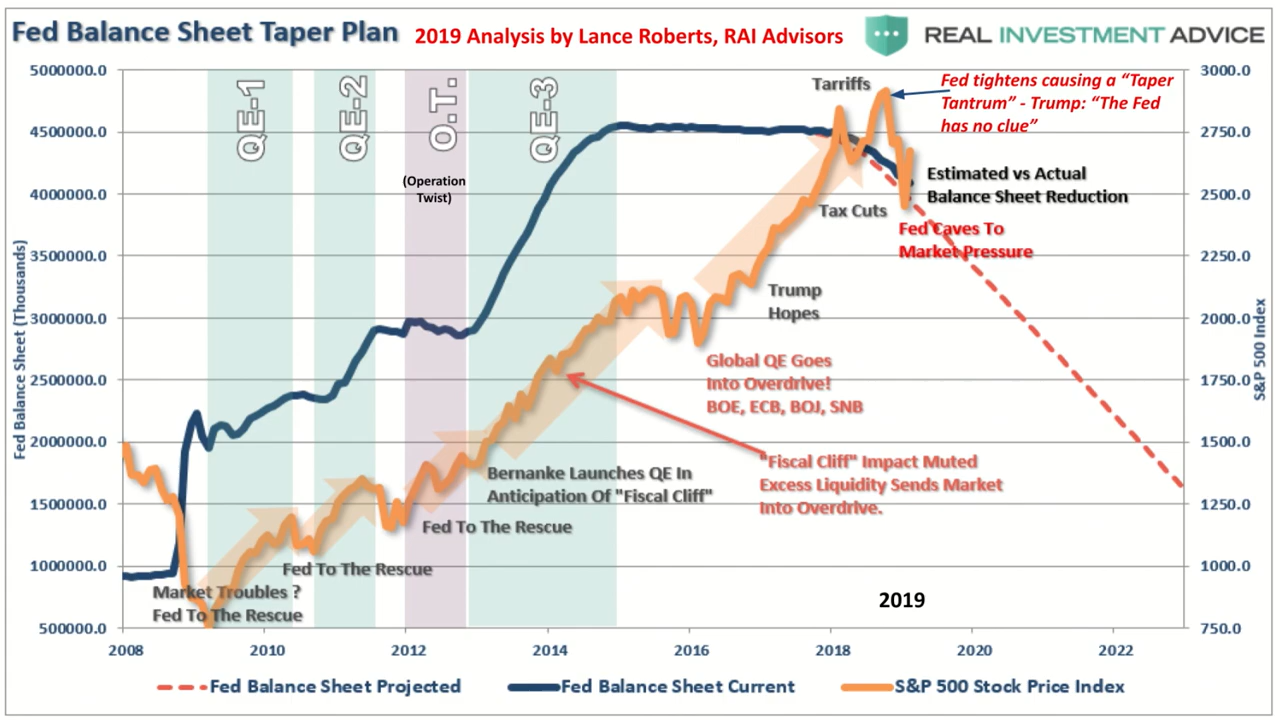 Fed Balance Sheet Taper Plan
2019 Analysis by Lance Roberts, RAI Advisors
REAL INVESTMENT ADVICE
5000000.0
4500000.0
4000000.0
3500000.0
3000000.0
2500000.0
2000000.0
1500000.0
1000000.0
500000.0
Fed Balance Sheet (Thousands)
3000.0
2750.0
2500.0
2250.0
2000.0
1750.0
1500.0
1250.0
1000.0
750.0
S&P 500 Index
QE-1
QE-2
O.T.
(Operation
Twist)
QE-3
Tarriffs
Fed tightens causing a “Taper
Tantrum” - Trump: “The Fed
has no clue”
Estimated vs Actual
Balance Sheet Reduction
Tax Cuts
Fed Caves To
Market Pressure
Trump
Hopes
Global QE Goes
Into Overdrive!
BOE, ECB, BOJ, SNB
"Fiscal Cliff" Impact Muted
Excess Liquidity Sends Market
Into Overdrive.
Bernanke Launches QE In
Anticipation Of "Fiscal Cliff"
Fed To The Rescue
Fed To The Rescue
Market Troubles ?
Fed To The Rescue
2019
2008
2010
2012
2014
2016
2018
2020
2022
Fed Balance Sheet Projected
Fed Balance Sheet Current
S&P 500 Stock Price Index